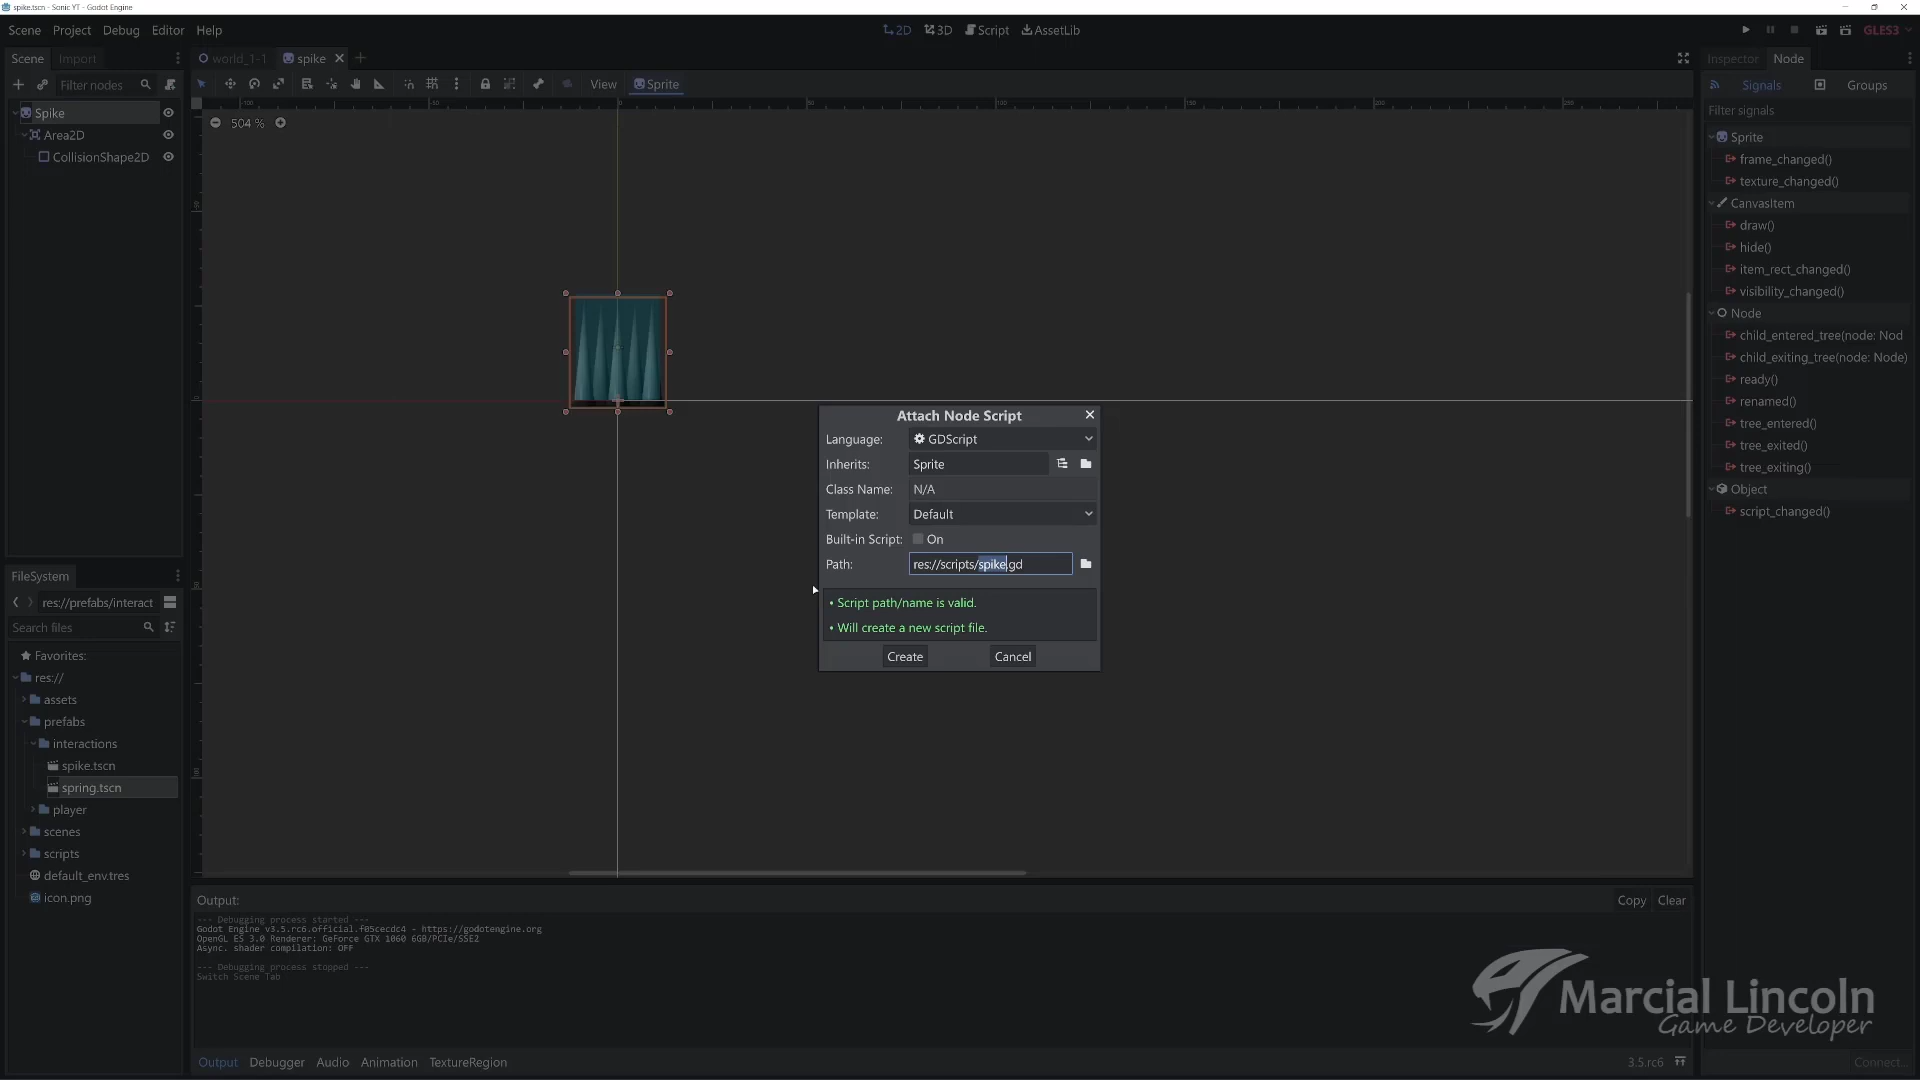 spike.tscn - Sonic YT - Godot Engine
Scene Project Debug Editor Help
2D 3D Script AssetLib
GLES3
Scene Import
world_1-1 spike
Inspector Node
Filter nodes
View Sprite
Signals Groups
Filter signals
504 %
Spike
Area2D
CollisionShape2D
Sprite
frame_changed()
texture_changed()
CanvasItem
draw()
hide()
item_rect_changed()
visibility_changed()
Node
child_entered_tree(node: Nod
child_exiting_tree(node: Node)
ready()
renamed()
tree_entered()
tree_exited()
tree_exiting()
Object
script_changed()
Attach Node Script
Language: GDScript
Inherits: Sprite
Class Name: N/A
Template: Default
Built-in Script: On
Path: res://scripts/spike.gd
• Script path/name is valid.
• Will create a new script file.
Create Cancel
FileSystem
res://prefabs/interact
Search files
Favorites:
res://
assets
prefabs
interactions
spike.tscn
spring.tscn
player
scenes
scripts
default_env.tres
icon.png
Output:
Copy Clear
--- Debugging process started ---
Godot Engine v3.5.rc6.official.f05cecdc4 - https://godotengine.org
OpenGL ES 3.0 Renderer: GeForce GTX 1060 6GB/PCIe/SSE2
Async. shader compilation: OFF
--- Debugging process stopped ---
Switch Scene Tab
Marcial Lincoln
Game Developer
Output Debugger Audio Animation TextureRegion
3.5.rc6
Connect...